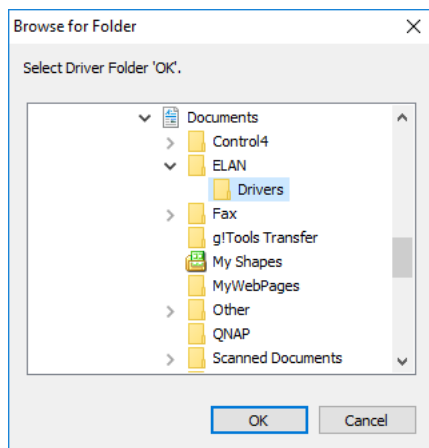 Browse for Folder
Select Driver Folder 'OK'.
Documents
Control4
ELAN
Drivers
Fax
g!Tools Transfer
My Shapes
MyWebPages
Other
QNAP
Scanned Documents
OK Cancel